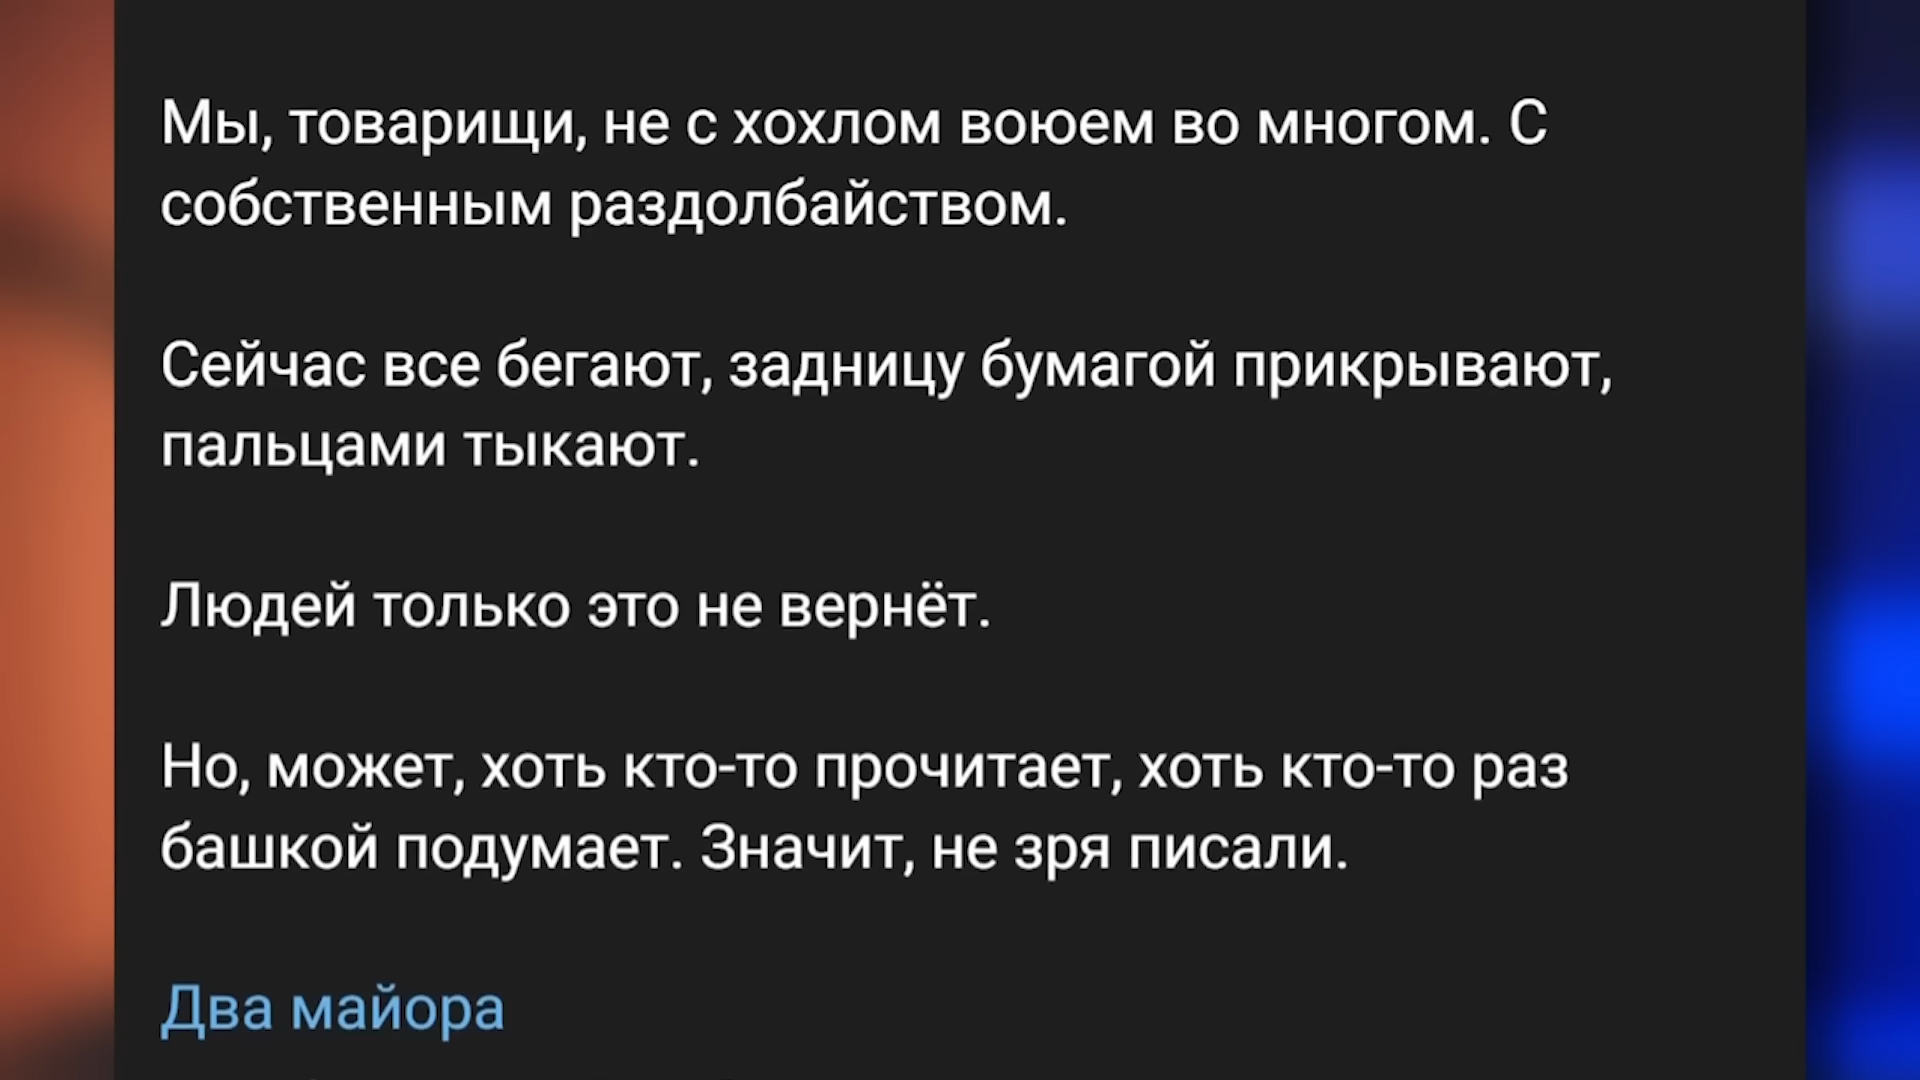 Мы, товарищи, не с хохлом воюем во многом. С
собственным раздолбайством.
Сейчас все бегают, задницу бумагой прикрывают,
пальцами тыкают.
Людей только это не вернёт.
Но, может, хоть кто-то прочитает, хоть кто-то раз
башкой подумает. Значит, не зря писали.
Два майора